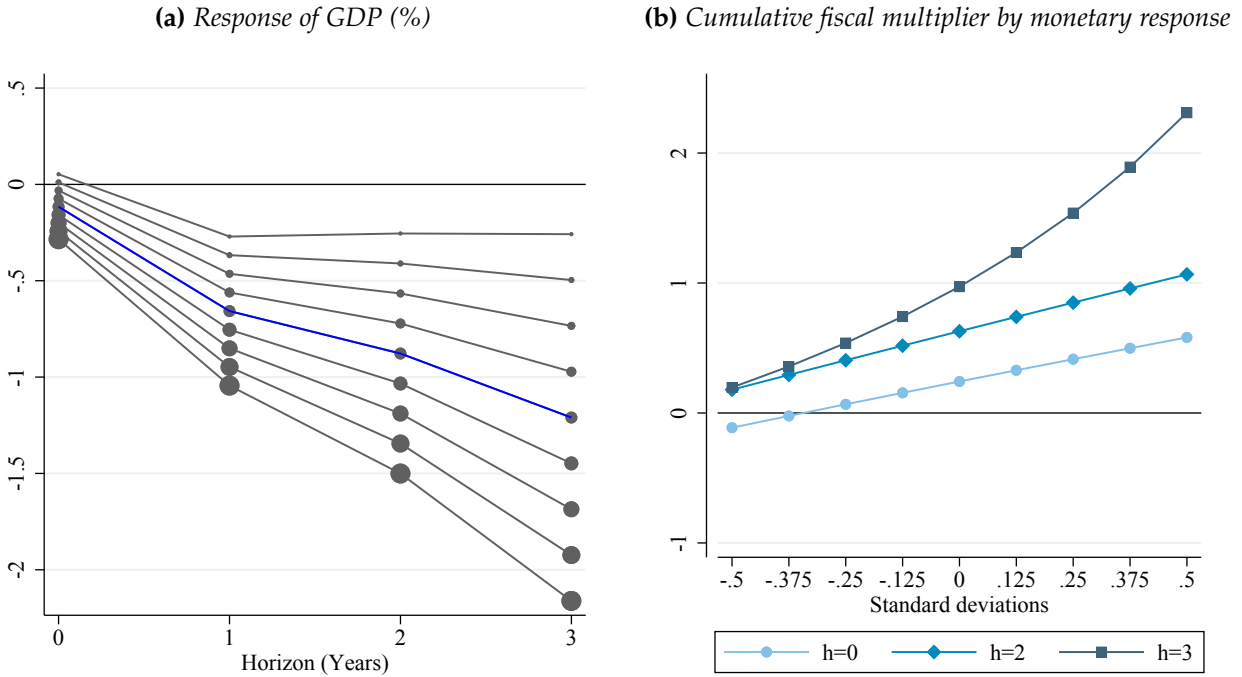 (a) Response of GDP (%)
.5
0
-.5
-1
-1.5
-2
0 1 2 3
Horizon (Years)
(b) Cumulative fiscal multiplier by monetary response
2
1
0
-1
-.5 -.375 -.25 -.125 0 .125 .25 .375 .5
Standard deviations
h=0 h=2 h=3